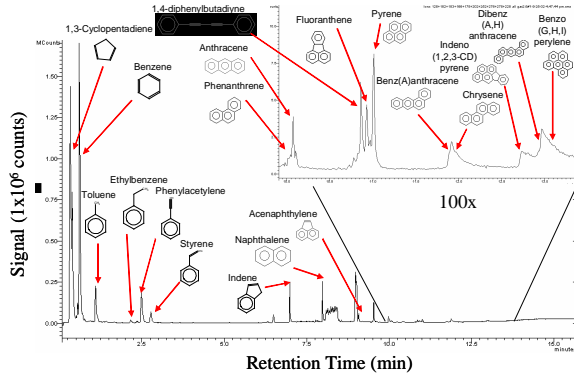 MCounts
1,3-Cyclopentadiene
Benzene
1,4-diphenylbutadiyne
Anthracene
Phenanthrene
Fluoranthene
Pyrene
Benz(A)anthracene
Indeno
(1,2,3-CD)
pyrene
Dibenz
(A,H)
anthracene
Chrysene
Benzo
(G,H,I)
perylene
100x
Toluene
Ethylbenzene
Phenylacetylene
Styrene
Indene
Naphthalene
Acenaphthylene
Signal (1x10⁶ counts)
1.50
1.25
1.00
0.75
0.50
0.25
0.00
2.5
5.0
7.5
10.0
12.5
15.0
minute
Retention Time (min)